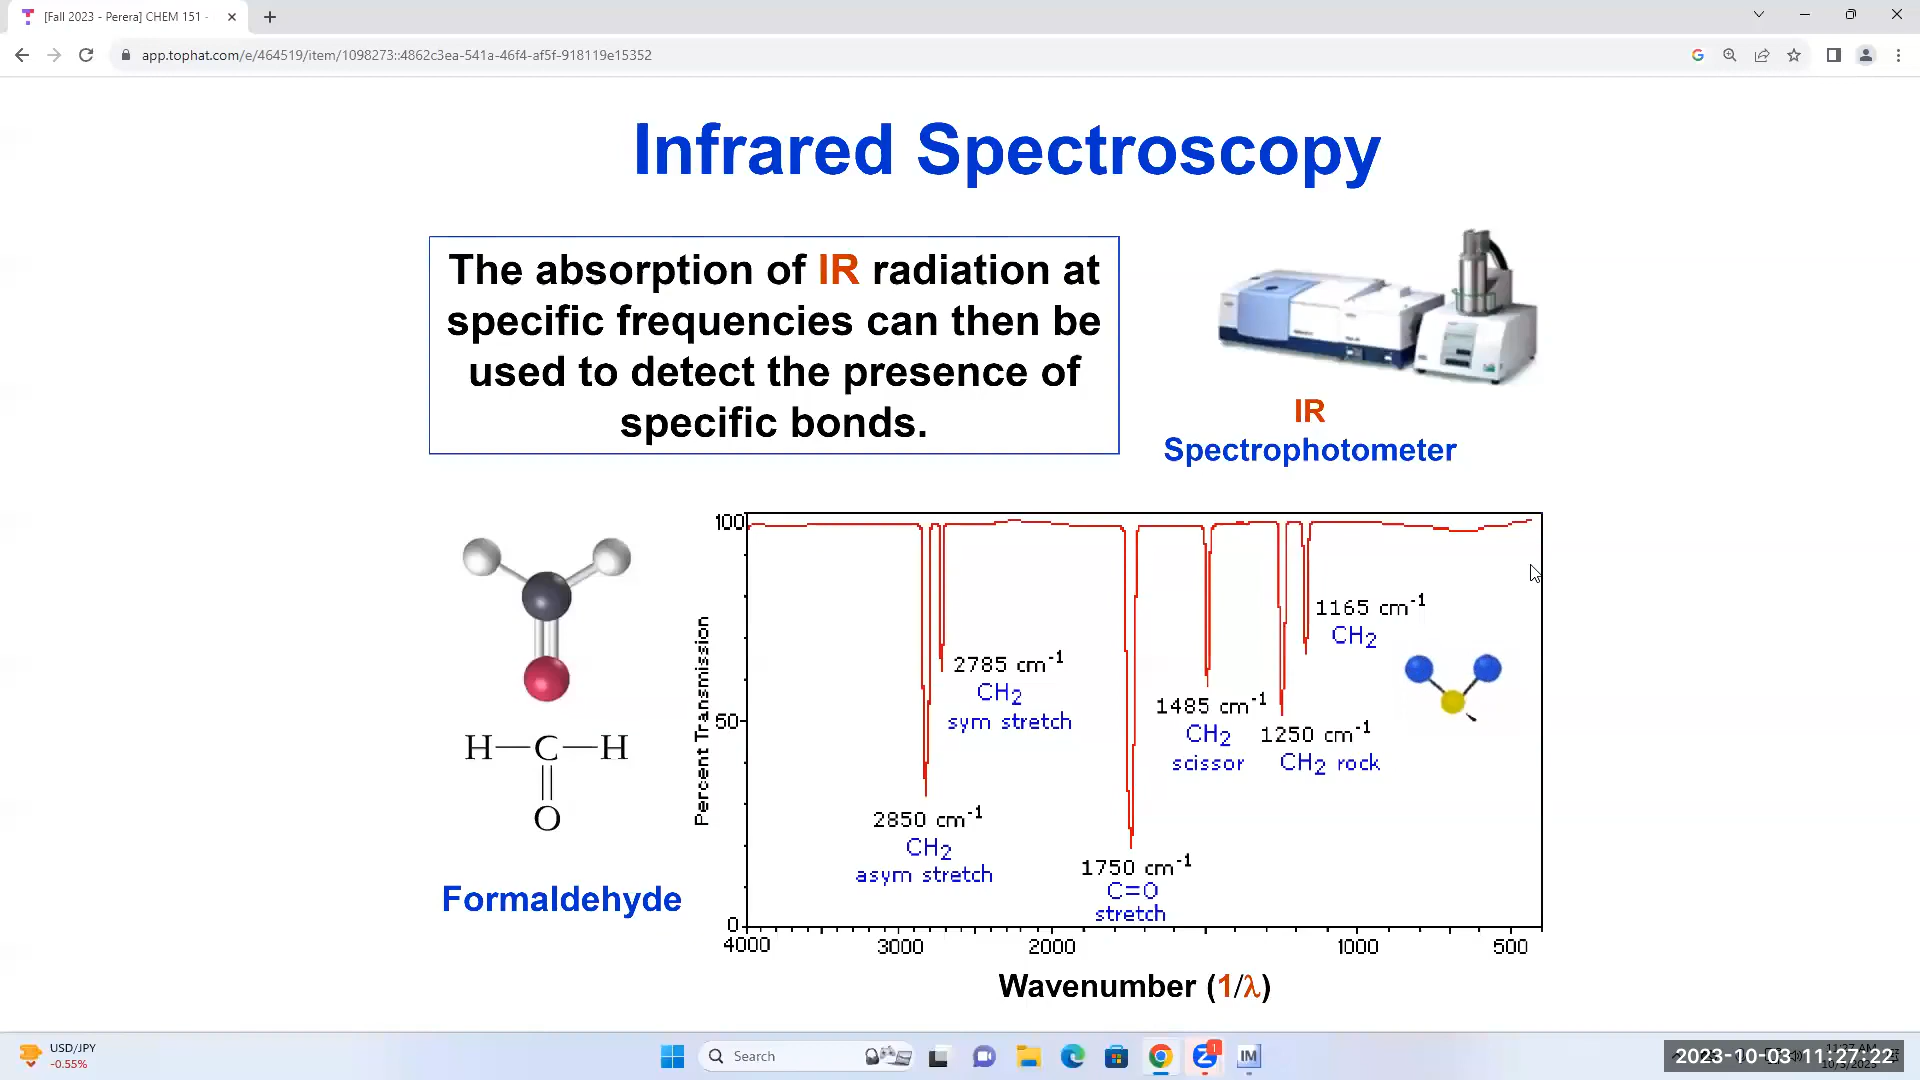 [Fall 2023 - Perera] CHEM 151 -
app.tophat.com/e/464519/item/1098273::4862c3ea-541a-46f4-af5f-918119e15352
Infrared Spectroscopy
The absorption of IR radiation at
specific frequencies can then be
used to detect the presence of
specific bonds.
IR
Spectrophotometer
H—C—H
O
Formaldehyde
Percent Transmission
100
50
0
4000
3000
2000
1000
500
2785 cm⁻¹
CH₂
sym stretch
2850 cm⁻¹
CH₂
asym stretch
1750 cm⁻¹
C=O
stretch
1485 cm⁻¹
CH₂
scissor
1250 cm⁻¹
CH₂ rock
1165 cm⁻¹
CH₂
Wavenumber (1/λ)
USD/JPY
-0.55%
Search
1
IM
2023-10-03 11:27:22